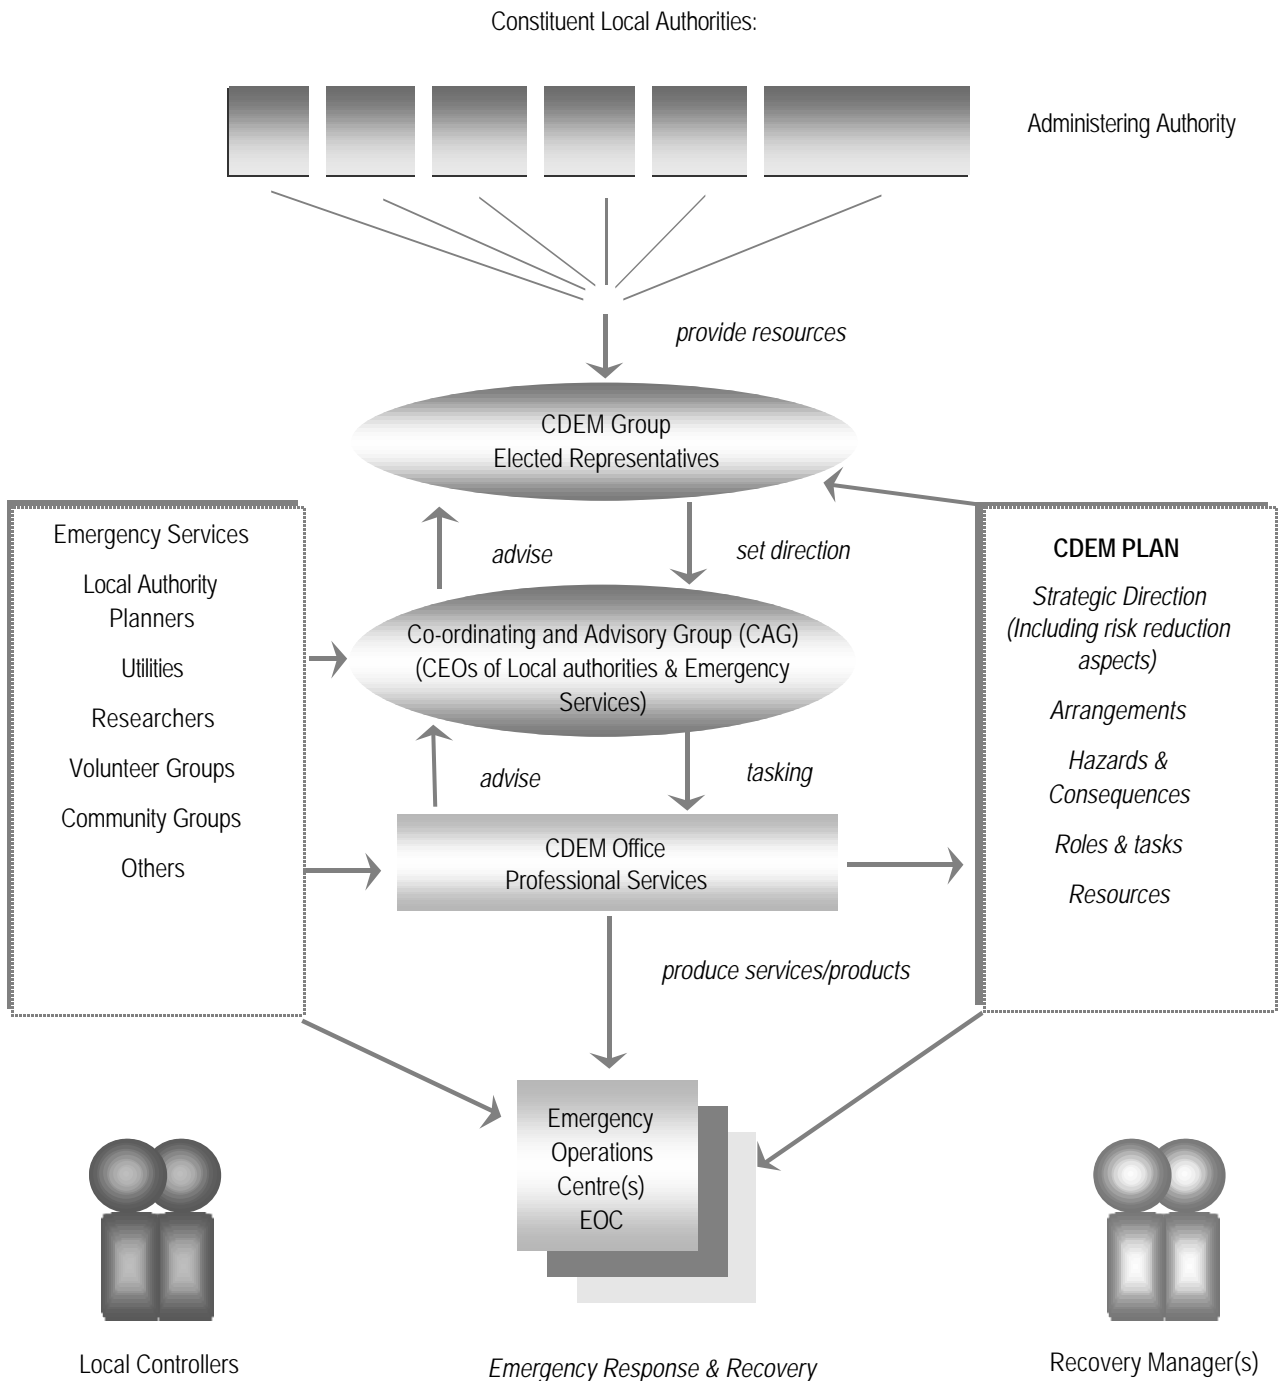 Constituent Local Authorities:
Administering Authority
provide resources
CDEM Group
Elected Representatives
advise
set direction
Emergency Services
Local Authority
Planners
Utilities
Researchers
Volunteer Groups
Community Groups
Others
Co-ordinating and Advisory Group (CAG)
(CEOs of Local authorities & Emergency
Services)
advise
tasking
CDEM Office
Professional Services
CDEM PLAN
Strategic Direction
(Including risk reduction
aspects)
Arrangements
Hazards &
Consequences
Roles & tasks
Resources
produce services/products
Emergency
Operations
Centre(s)
EOC
Local Controllers
Emergency Response & Recovery
Recovery Manager(s)